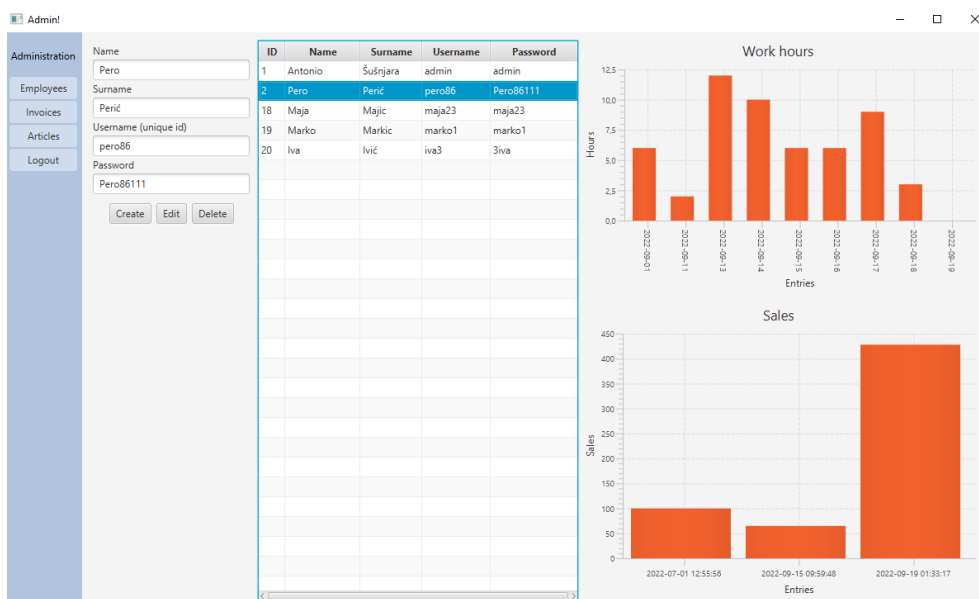 Admin!
Administration
Employees
Invoices
Articles
Logout
Name
Pero
Surname
Perić
Username (unique id)
pero86
Password
Pero86111
Create Edit Delete
ID Name Surname Username Password
1 Antonio Šušnjara admin admin
2 Pero Perić pero86 Pero86111
18 Maja Majic maja23 maja23
19 Marko Markic marko1 marko1
20 Iva Ivić iva3 3iva
Work hours
Hours
12,5
10,0
7,5
5,0
2,5
0,0
2022-09-01
2022-09-11
2022-09-13
2022-09-14
2022-09-15
2022-09-16
2022-09-17
2022-09-18
2022-09-19
Entries
Sales
Sales
450
400
350
300
250
200
150
100
50
0
2022-07-01 12:55:56
2022-09-15 09:59:48
2022-09-19 01:33:17
Entries